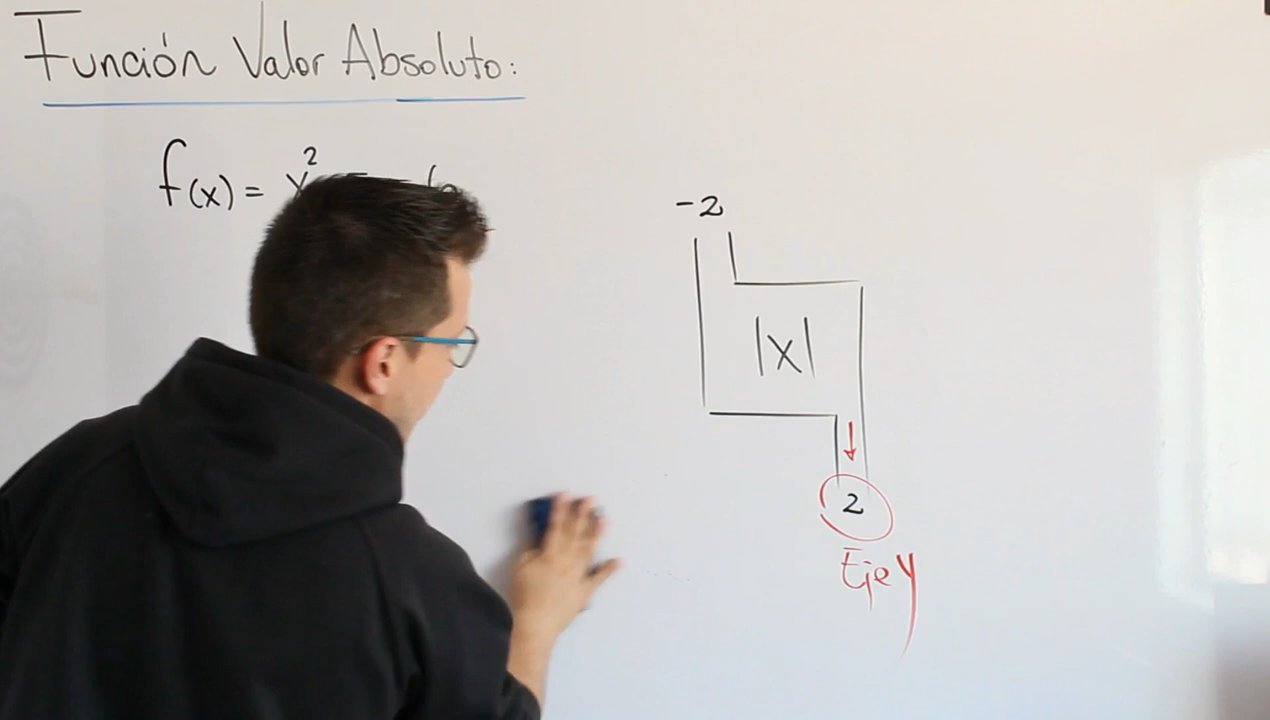 Función Valor Absoluto:
f(x) = x²
-2
|x|
2
Eje y